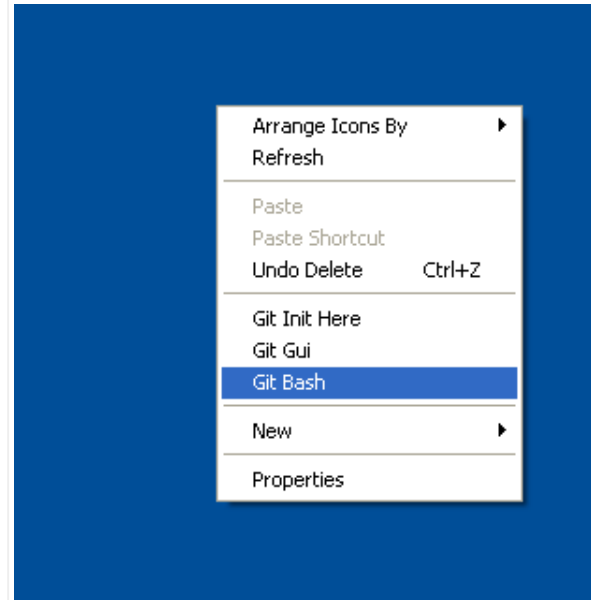 Arrange Icons By
Refresh
Paste
Paste Shortcut
Undo Delete Ctrl+Z
Git Init Here
Git Gui
Git Bash
New
Properties